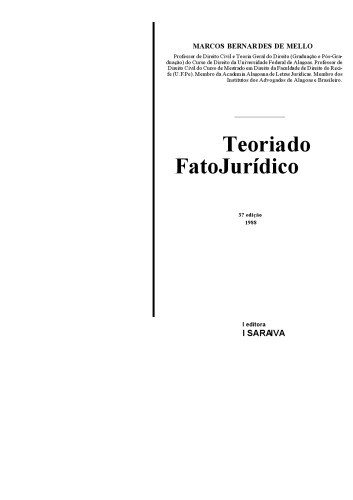 MARCOS BERNARDES DE MELLO
Professor de Direito Civil e Teoria Geral do Direito (Graduação e Pós-Gra-
duação) do Curso de Direito da Universidade Federal de Alagoas. Professor de
Direito Civil do Curso de Mestrado em Direito da Faculdade de Direito do Reci-
fe (U.F.Pe). Membro da Academia Alagoana de Letras Jurídicas. Membro dos
Institutos dos Advogados de Alagoas e Brasileiro.
Teoriado
FatoJurídico
3? edição
1988
I editora
I SARAIVA